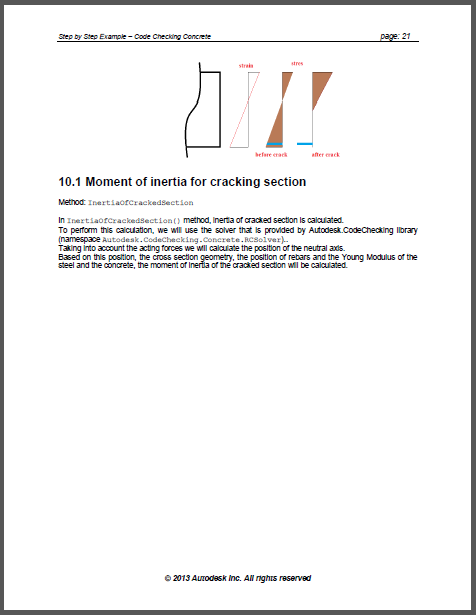 Step by Step Example – Code Checking Concrete page: 21
strain stres
before crack after crack
10.1 Moment of inertia for cracking section
Method: InertiaOfCrackedSection
In InertiaOfCrackedSection() method, inertia of cracked section is calculated.
To perform this calculation, we will use the solver that is provided by Autodesk.CodeChecking library
(namespace Autodesk.CodeChecking.Concrete.RCSolver)..
Taking into account the acting forces we will calculate the position of the neutral axis.
Based on this position, the cross section geometry, the position of rebars and the Young Modulus of the
steel and the concrete, the moment of inertia of the cracked section will be calculated.
© 2013 Autodesk Inc. All rights reserved